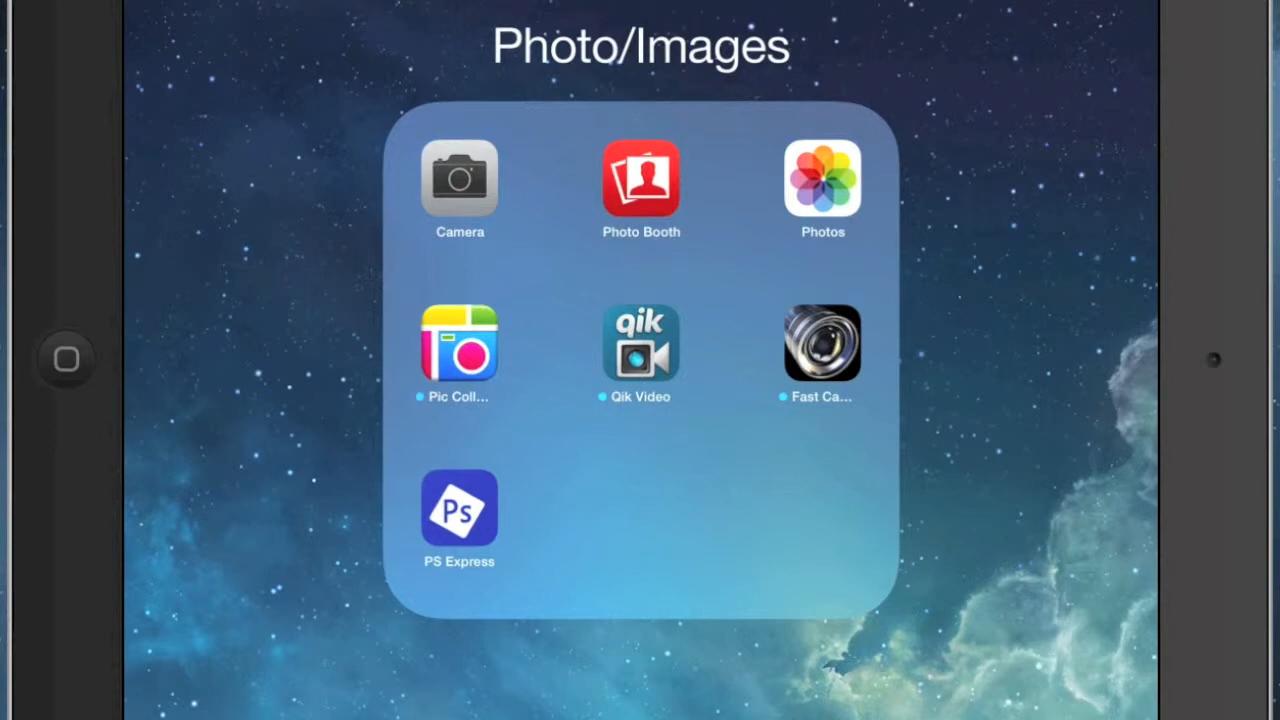 Photo/Images
Camera
Photo Booth
Photos
qik
Pic Coll...
Qik Video
Fast Ca...
Ps
PS Express